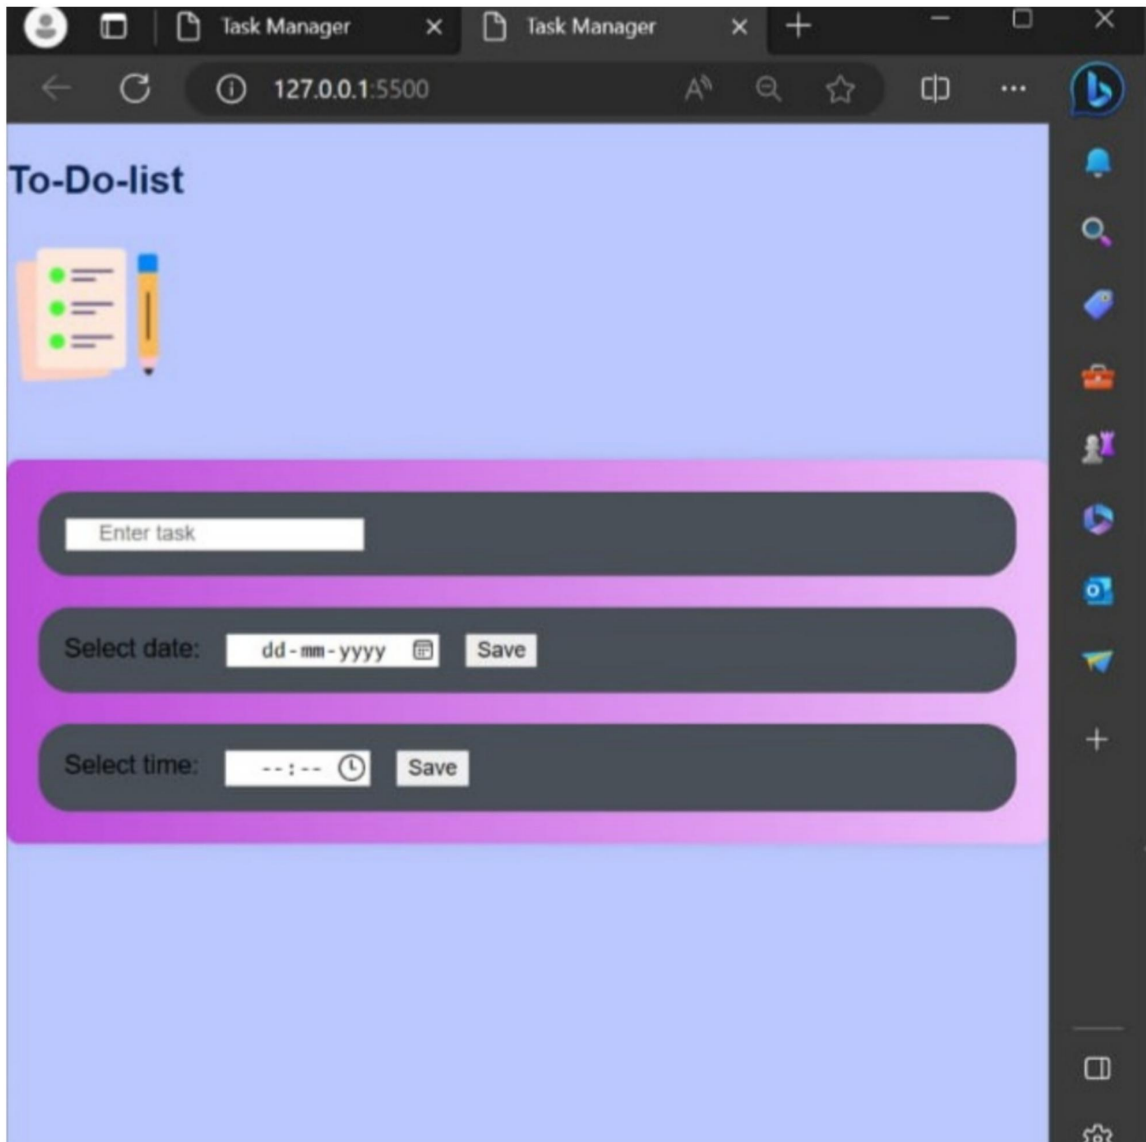 Task Manager
Task Manager
127.0.0.1:5500
To-Do-list
Enter task
Select date: dd-mm-yyyy Save
Select time: --:-- Save